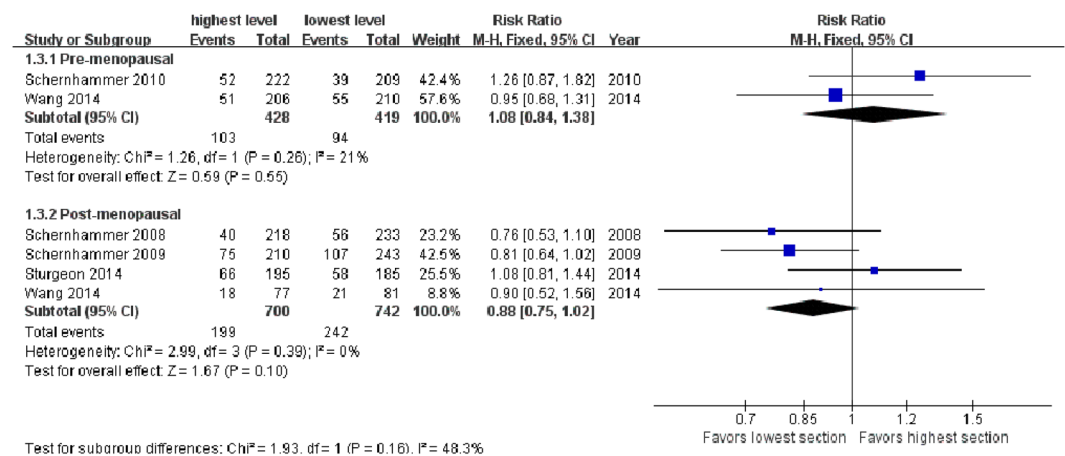 highest level lowest level Risk Ratio Risk Ratio
Study or Subgroup Events Total Events Total Weight M-H, Fixed, 95% CI Year M-H, Fixed, 95% CI
1.3.1 Pre-menopausal
Schernhammer 2010 52 222 39 209 42.4% 1.26 [0.87, 1.82] 2010
Wang 2014 51 206 55 210 57.6% 0.95 [0.68, 1.31] 2014
Subtotal (95% CI) 428 419 100.0% 1.08 [0.84, 1.38]
Total events 103 94
Heterogeneity: Chi² = 1.26, df = 1 (P = 0.26); I² = 21%
Test for overall effect: Z = 0.59 (P = 0.55)
1.3.2 Post-menopausal
Schernhammer 2008 40 218 56 233 23.2% 0.76 [0.53, 1.10] 2008
Schernhammer 2009 75 210 107 243 42.5% 0.81 [0.64, 1.02] 2009
Sturgeon 2014 66 195 58 185 25.5% 1.08 [0.81, 1.44] 2014
Wang 2014 18 77 21 81 8.8% 0.90 [0.52, 1.56] 2014
Subtotal (95% CI) 700 742 100.0% 0.88 [0.75, 1.02]
Total events 199 242
Heterogeneity: Chi² = 2.99, df = 3 (P = 0.39); I² = 0%
Test for overall effect: Z = 1.67 (P = 0.10)
0.7 0.85 1 1.2 1.5
Favors lowest section Favors highest section
Test for subgroup differences: Chi² = 1.93, df = 1 (P = 0.16), I² = 48.3%